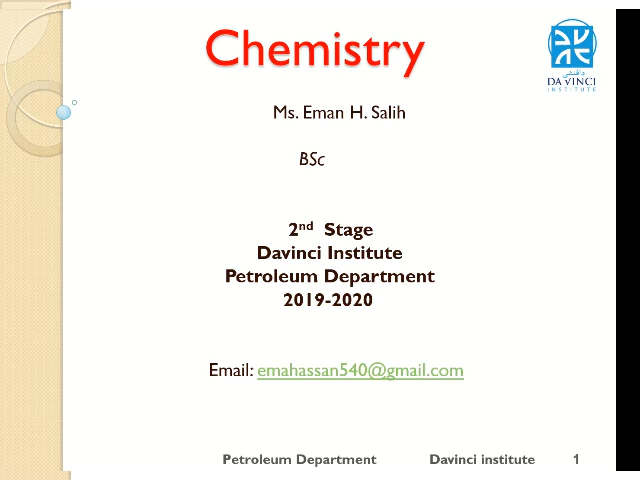 Chemistry
دافنشي
DA VINCI
INSTITUTE
Ms. Eman H. Salih
BSc
2nd Stage
Davinci Institute
Petroleum Department
2019-2020
Email: emahassan540@gmail.com
Petroleum Department Davinci institute 1